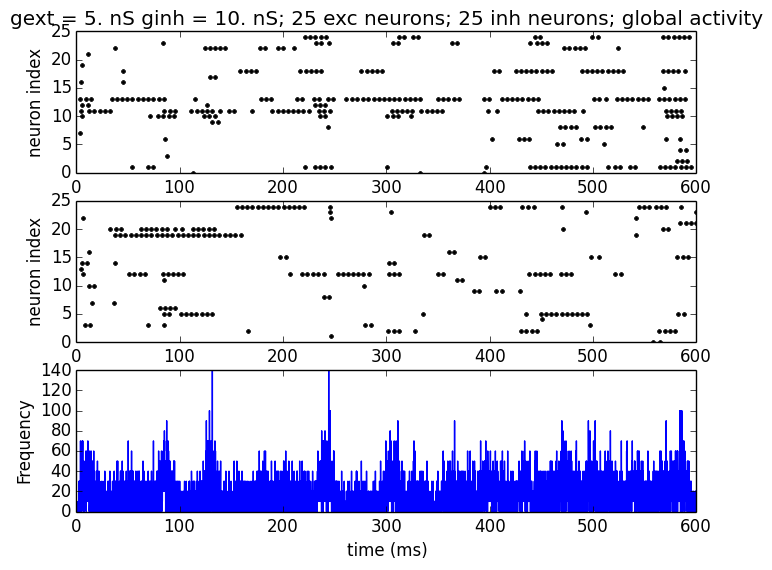 gext = 5. nS ginh = 10. nS; 25 exc neurons; 25 inh neurons; global activity
25
20
15
10
5
0
neuron index
0 100 200 300 400 500 600
25
20
15
10
5
0
neuron index
0 100 200 300 400 500 600
140
120
100
80
60
40
20
0
Frequency
0 100 200 300 400 500 600
time (ms)